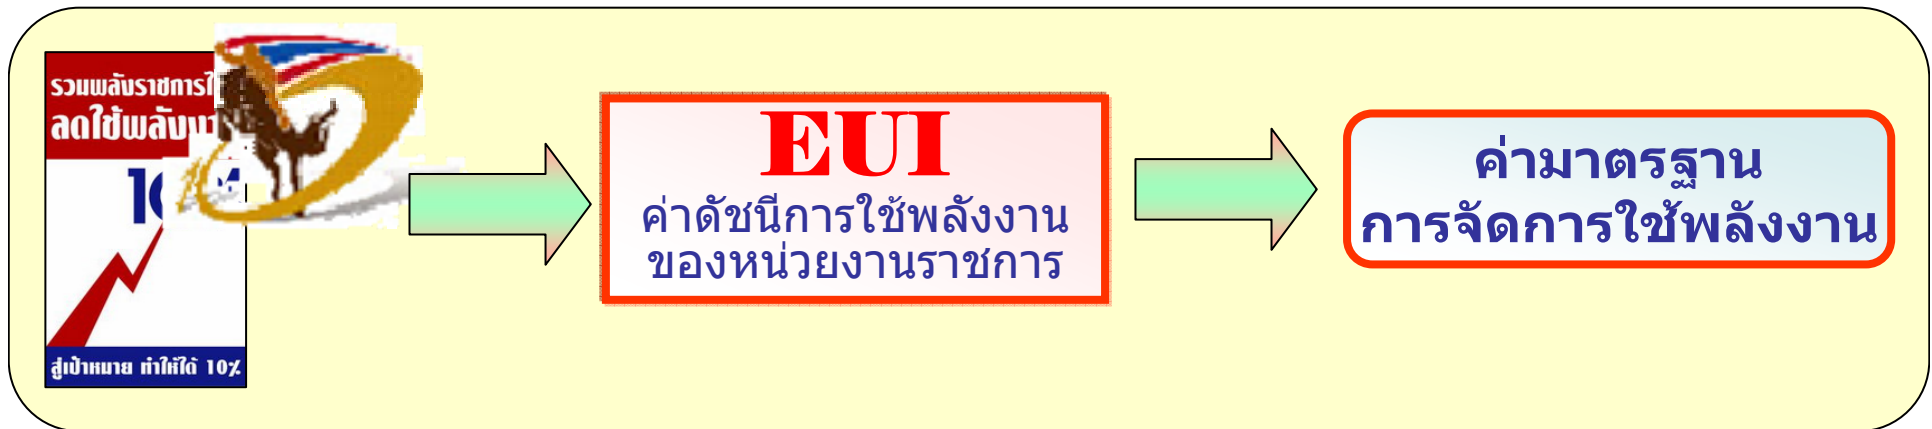 รวมพลังราชการ
ลดใช้พลังงา
สู่เป้าหมาย ทำให้ได้ 10%
EUI
ค่าดัชนีการใช้พลังงาน
ของหน่วยงานราชการ
ค่ามาตรฐาน
การจัดการใช้พลังงาน